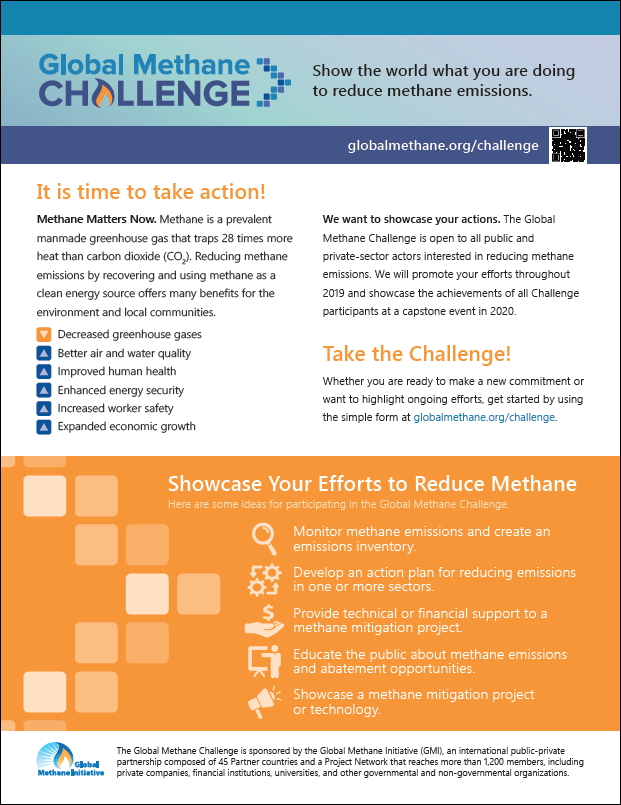 Global Methane
CHALLENGE
Show the world what you are doing
to reduce methane emissions.
globalmethane.org/challenge
It is time to take action!
Methane Matters Now. Methane is a prevalent
manmade greenhouse gas that traps 28 times more
heat than carbon dioxide (CO₂). Reducing methane
emissions by recovering and using methane as a
clean energy source offers many benefits for the
environment and local communities.
Decreased greenhouse gases
Better air and water quality
Improved human health
Enhanced energy security
Increased worker safety
Expanded economic growth
We want to showcase your actions. The Global
Methane Challenge is open to all public and
private-sector actors interested in reducing methane
emissions. We will promote your efforts throughout
2019 and showcase the achievements of all Challenge
participants at a capstone event in 2020.
Take the Challenge!
Whether you are ready to make a new commitment or
want to highlight ongoing efforts, get started by using
the simple form at globalmethane.org/challenge.
Showcase Your Efforts to Reduce Methane
Here are some ideas for participating in the Global Methane Challenge.
Monitor methane emissions and create an
emissions inventory.
Develop an action plan for reducing emissions
in one or more sectors.
$
Provide technical or financial support to a
methane mitigation project.
Educate the public about methane emissions
and abatement opportunities.
Showcase a methane mitigation project
or technology.
Global
Methane Initiative
The Global Methane Challenge is sponsored by the Global Methane Initiative (GMI), an international public-private
partnership composed of 45 Partner countries and a Project Network that reaches more than 1,200 members, including
private companies, financial institutions, universities, and other governmental and non-governmental organizations.